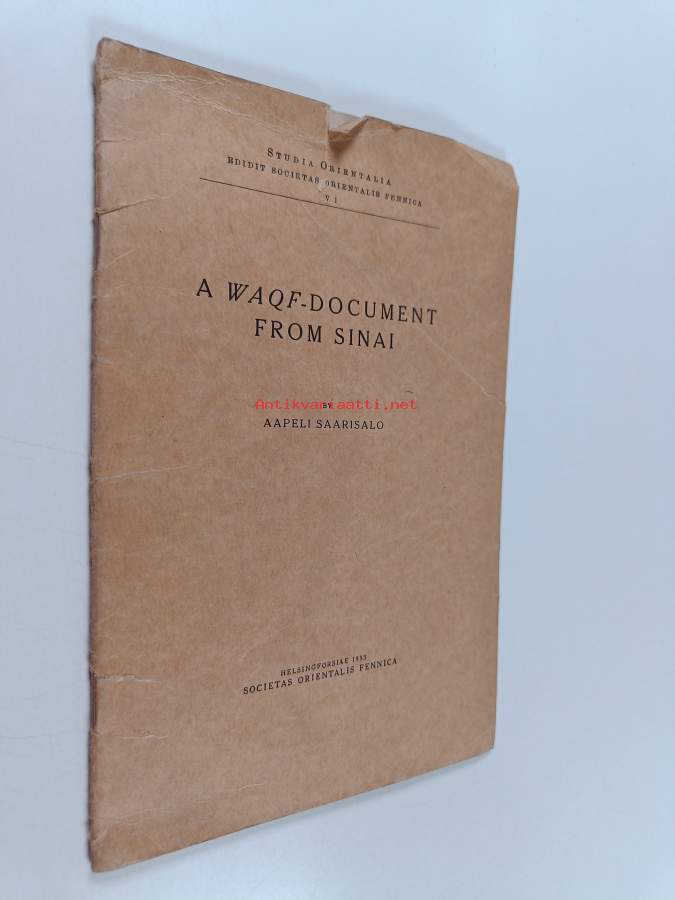 STUDIA ORIENTALIA
EDIDIT SOCIETAS ORIENTALIS FENNICA
V 1
A WAQF-DOCUMENT
FROM SINAI
BY
Antikvariaatti.net
AAPELI SAARISALO
HELSINGFORSIAE 1933
SOCIETAS ORIENTALIS FENNICA